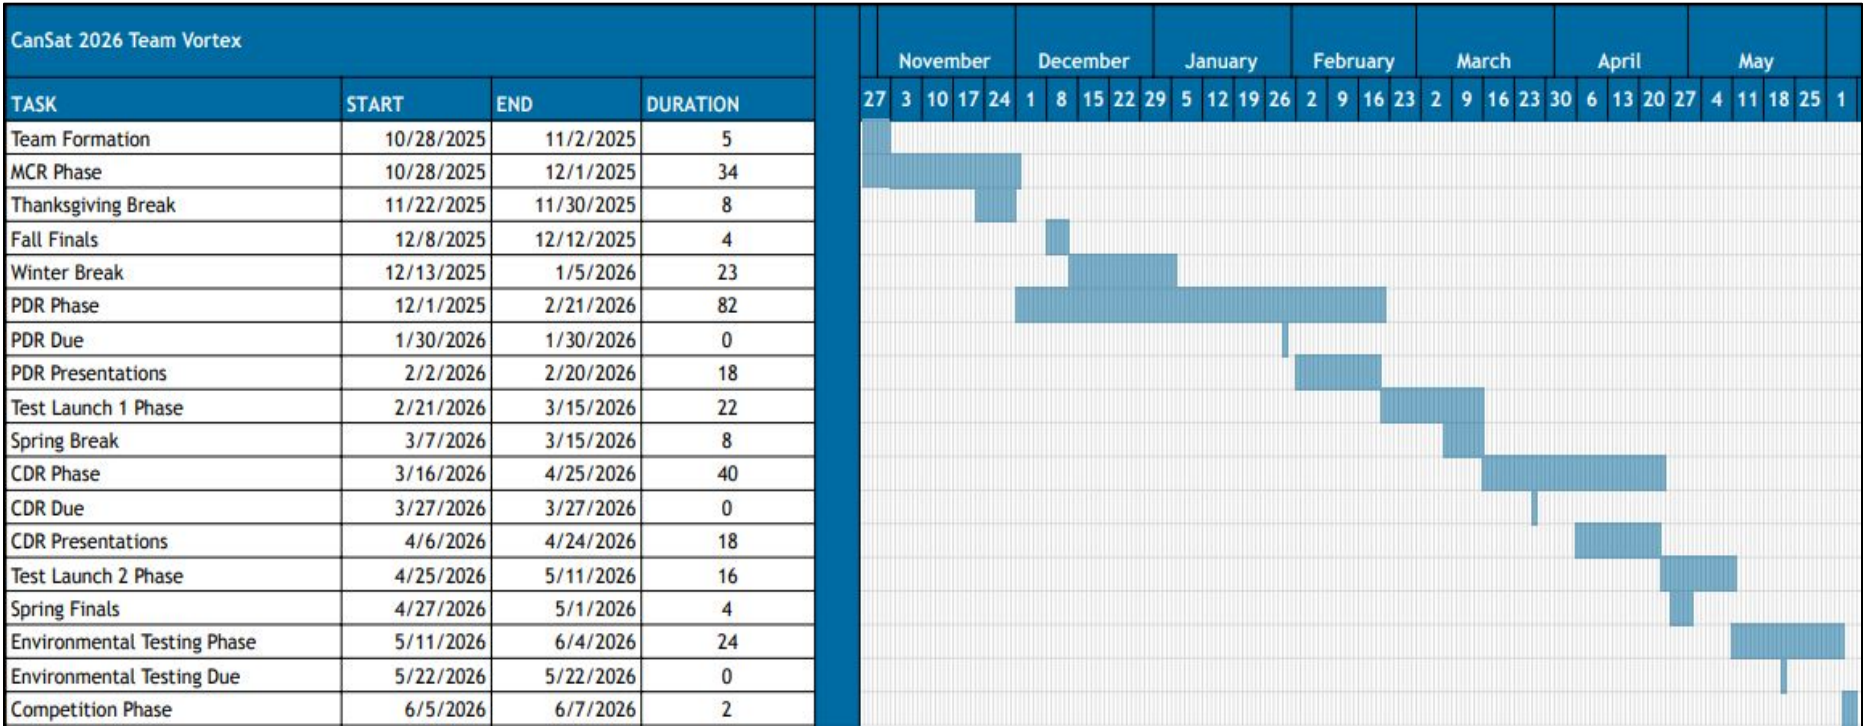 CanSat 2026 Team Vortex
November December January February March April May
TASK START END DURATION 27 3 10 17 24 1 8 15 22 29 5 12 19 26 2 9 16 23 2 9 16 23 30 6 13 20 27 4 11 18 25 1
Team Formation 10/28/2025 11/2/2025 5
MCR Phase 10/28/2025 12/1/2025 34
Thanksgiving Break 11/22/2025 11/30/2025 8
Fall Finals 12/8/2025 12/12/2025 4
Winter Break 12/13/2025 1/5/2026 23
PDR Phase 12/1/2025 2/21/2026 82
PDR Due 1/30/2026 1/30/2026 0
PDR Presentations 2/2/2026 2/20/2026 18
Test Launch 1 Phase 2/21/2026 3/15/2026 22
Spring Break 3/7/2026 3/15/2026 8
CDR Phase 3/16/2026 4/25/2026 40
CDR Due 3/27/2026 3/27/2026 0
CDR Presentations 4/6/2026 4/24/2026 18
Test Launch 2 Phase 4/25/2026 5/11/2026 16
Spring Finals 4/27/2026 5/1/2026 4
Environmental Testing Phase 5/11/2026 6/4/2026 24
Environmental Testing Due 5/22/2026 5/22/2026 0
Competition Phase 6/5/2026 6/7/2026 2